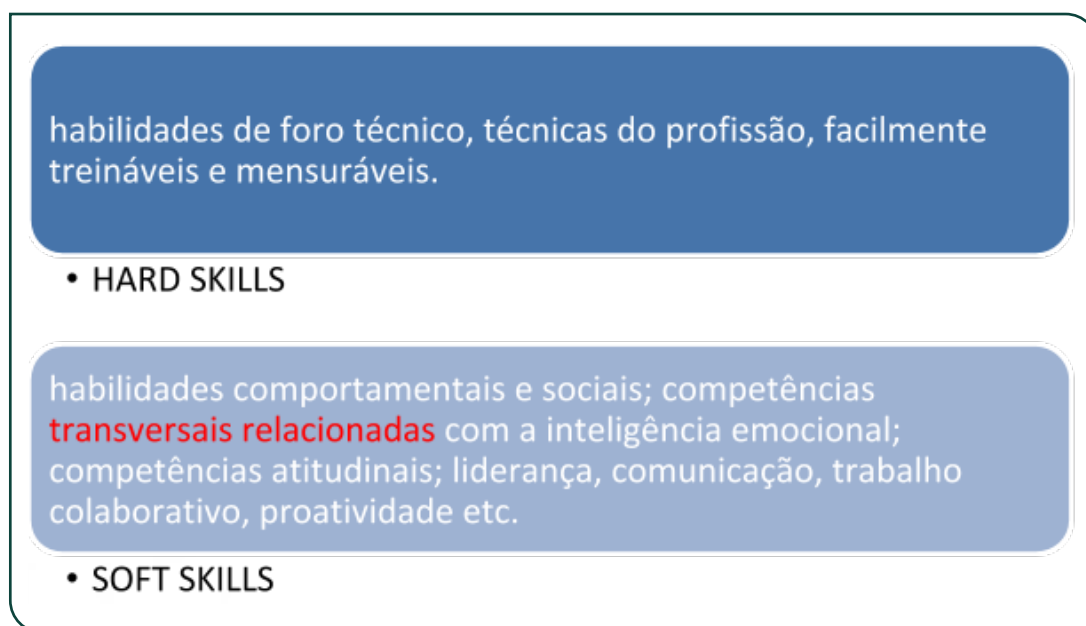 habilidades de foro técnico, técnicas do profissão, facilmente
treináveis e mensuráveis.
• HARD SKILLS
habilidades comportamentais e sociais; competências
transversais relacionadas com a inteligência emocional;
competências atitudinais; liderança, comunicação, trabalho
colaborativo, proatividade etc.
• SOFT SKILLS